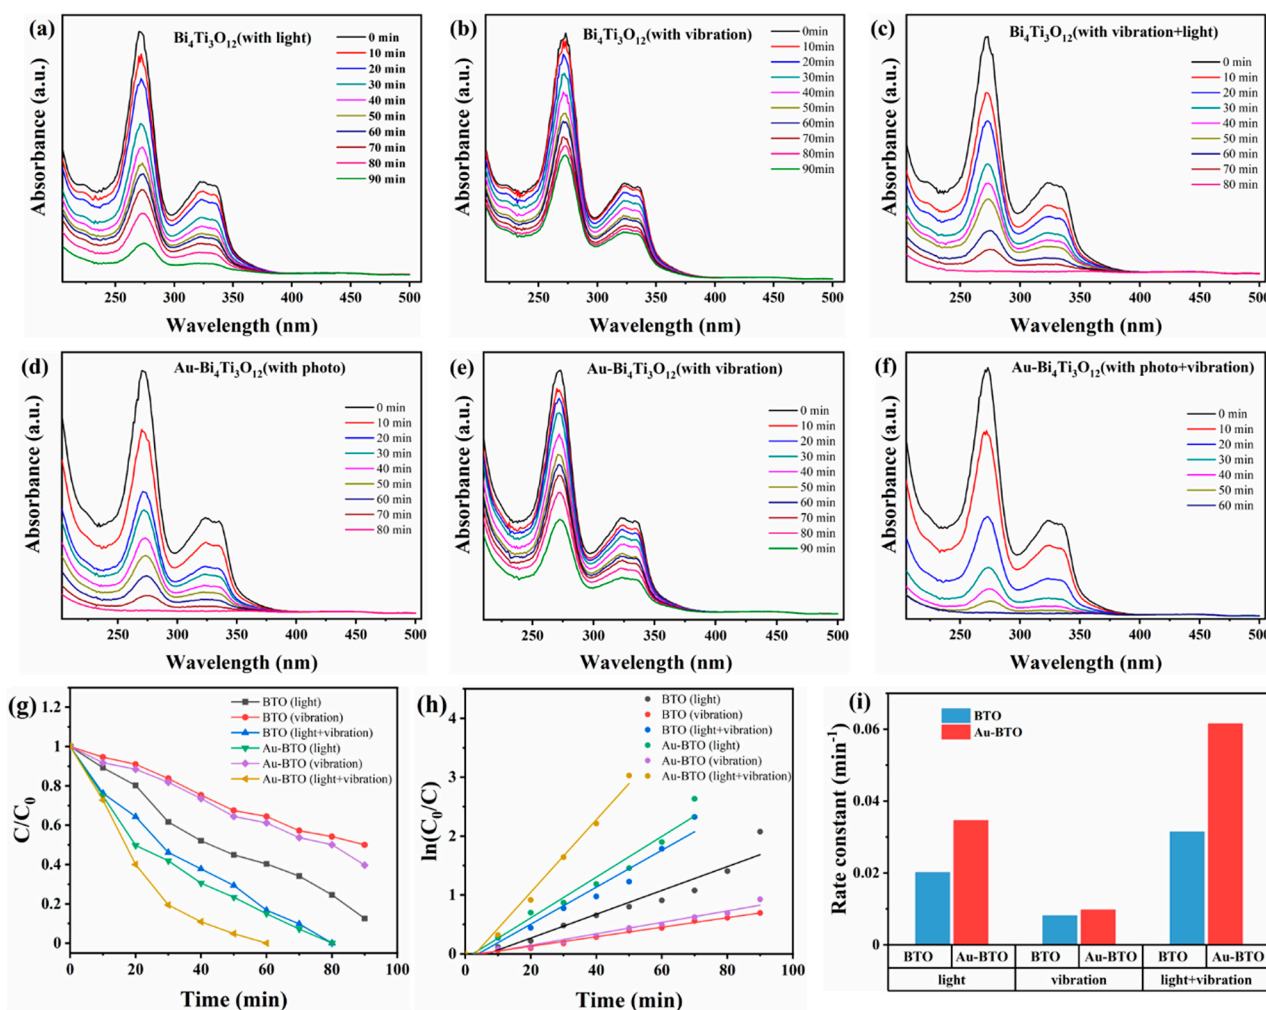 (a)
Bi4Ti3O12(with light)
0 min
10 min
20 min
30 min
40 min
50 min
60 min
70 min
80 min
90 min
Absorbance (a.u.)
250 300 350 400 450 500
Wavelength (nm)
(b)
Bi4Ti3O12(with vibration)
0min
10min
20min
30min
40min
50min
60min
70min
80min
90min
Absorbance (a.u.)
250 300 350 400 450 500
Wavelength (nm)
(c)
Bi4Ti3O12(with vibration+light)
0 min
10 min
20 min
30 min
40 min
50 min
60 min
70 min
80 min
Absorbance (a.u.)
250 300 350 400 450 500
Wavelength (nm)
(d)
Au-Bi4Ti3O12(with photo)
0 min
10 min
20 min
30 min
40 min
50 min
60 min
70 min
80 min
Absorbance (a.u.)
250 300 350 400 450 500
Wavelength (nm)
(e)
Au-Bi4Ti3O12(with vibration)
0 min
10 min
20 min
30 min
40 min
50 min
60 min
70 min
80 min
90 min
Absorbance (a.u.)
250 300 350 400 450 500
Wavelength (nm)
(f)
Au-Bi4Ti3O12(with photo+vibration)
0 min
10 min
20 min
30 min
40 min
50 min
60 min
Absorbance (a.u.)
250 300 350 400 450 500
Wavelength (nm)
(g)
BTO (light)
BTO (vibration)
BTO (light+vibration)
Au-BTO (light)
Au-BTO (vibration)
Au-BTO (light+vibration)
C/C0
1.2
1
0.8
0.6
0.4
0.2
0
0 20 40 60 80 100
Time (min)
(h)
BTO (light)
BTO (vibration)
BTO (light+vibration)
Au-BTO (light)
Au-BTO (vibration)
Au-BTO (light+vibration)
ln(C0/C)
4
3
2
1
0
0 20 40 60 80 100
Time (min)
(i)
BTO
Au-BTO
Rate constant (min-1)
0.06
0.04
0.02
0
BTO Au-BTO BTO Au-BTO BTO Au-BTO
light vibration light+vibration